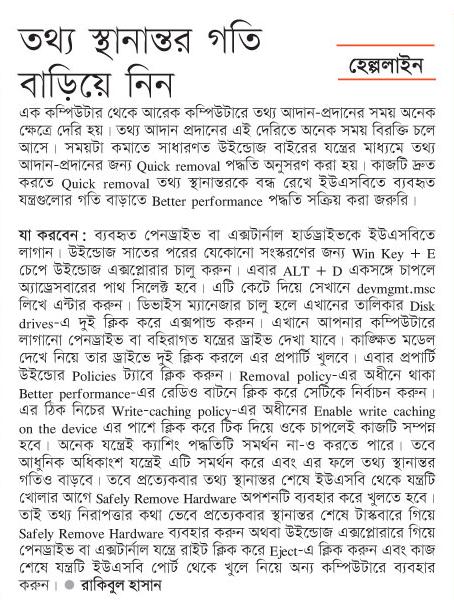 তথ্য স্থানান্তর গতি
বাড়িয়ে নিন
হেল্পলাইন
এক কম্পিউটার থেকে আরেক কম্পিউটারে তথ্য আদান-প্রদানের সময় অনেক
ক্ষেত্রে দেরি হয়। তথ্য আদান প্রদানের এই দেরিতে অনেক সময় বিরক্তি চলে
আসে। সময়টা কমাতে সাধারণত উইন্ডোজ বাইরের যন্ত্রের মাধ্যমে তথ্য
আদান-প্রদানের জন্য Quick removal পদ্ধতি অনুসরণ করা হয়। কাজটি দ্রুত
করতে Quick removal তথ্য স্থানান্তরকে বন্ধ রেখে ইউএসবিতে ব্যবহৃত
যন্ত্রগুলোর গতি বাড়াতে Better performance পদ্ধতি সক্রিয় করা জরুরি।
যা করবেন : ব্যবহৃত পেনড্রাইভ বা এক্সটার্নাল হার্ডড্রাইভকে ইউএসবিতে
লাগান। উইন্ডোজ সাতের পরের যেকোনো সংস্করণের জন্য Win Key + E
চেপে উইন্ডোজ এক্সপ্লোরার চালু করুন। এবার ALT + D একসঙ্গে চাপলে
অ্যাড্রেসবারের পাথ সিলেক্ট হবে। এটি কেটে দিয়ে সেখানে devmgmt.msc
লিখে এন্টার করুন। ডিভাইস ম্যানেজার চালু হলে এখানের তালিকার Disk
drives-এ দুই ক্লিক করে এক্সপান্ড করুন। এখানে আপনার কম্পিউটারে
লাগানো পেনড্রাইভ বা বহিরাগত যন্ত্রের ড্রাইভ দেখা যাবে। কাঙ্ক্ষিত মডেল
দেখে নিয়ে তার ড্রাইভে দুই ক্লিক করলে এর প্রপার্টি খুলবে। এবার প্রপার্টি
উইন্ডোর Policies ট্যাবে ক্লিক করুন। Removal policy-এর অধীনে থাকা
Better performance-এর রেডিও বাটনে ক্লিক করে সেটিকে নির্বাচন করুন।
এর ঠিক নিচের Write-caching policy-এর অধীনের Enable write caching
on the device এর পাশে ক্লিক করে টিক দিয়ে ওকে চাপলেই কাজটি সম্পন্ন
হবে। অনেক যন্ত্রেই ক্যাশিং পদ্ধতিটি সমর্থন না-ও করতে পারে। তবে
আধুনিক অধিকাংশ যন্ত্রেই এটি সমর্থন করে এবং এর ফলে তথ্য স্থানান্তর
গতিও বাড়বে। তবে প্রত্যেকবার তথ্য স্থানান্তর শেষে ইউএসবি থেকে যন্ত্রটি
খোলার আগে Safely Remove Hardware অপশনটি ব্যবহার করে খুলতে হবে।
তাই তথ্য নিরাপত্তার কথা ভেবে প্রত্যেকবার স্থানান্তর শেষে টাস্কবারে গিয়ে
Safely Remove Hardware ব্যবহার করুন অথবা উইন্ডোজ এক্সপ্লোরারে গিয়ে
পেনড্রাইভ বা এক্সটার্নাল যন্ত্রে রাইট ক্লিক করে Eject-এ ক্লিক করুন এবং কাজ
শেষে যন্ত্রটি ইউএসবি পোর্ট থেকে খুলে নিয়ে অন্য কম্পিউটারে ব্যবহার
করুন। ● রাকিবুল হাসান